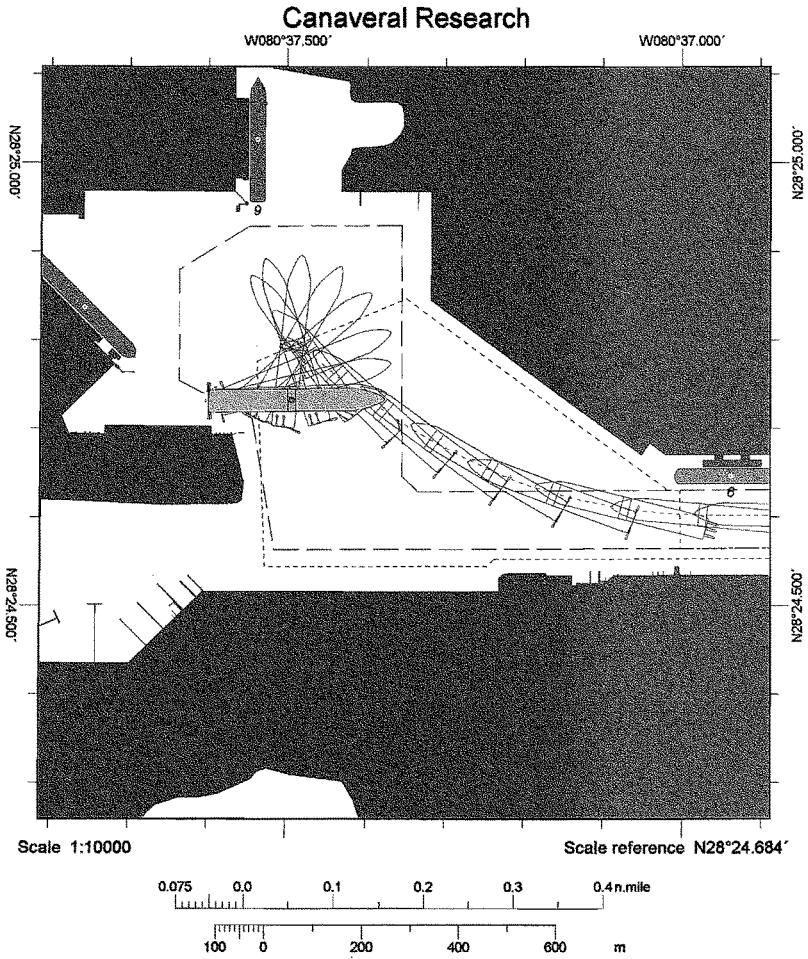 Canaveral Research
W080°37.500´ W080°37.000´
N28°25.000´ N28°25.000´
9
6
N28°24.500´ N28°24.500´
Scale 1:10000 Scale reference N28°24.684´
0.075 0.0 0.1 0.2 0.3 0.4 n.mile
100 0 200 400 600 m